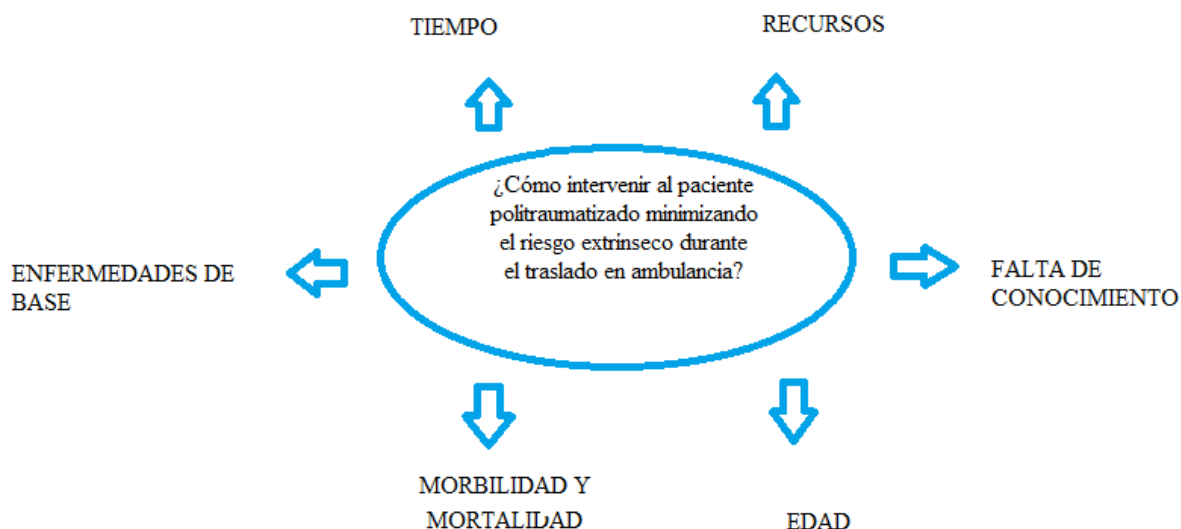 TIEMPO
RECURSOS
¿Cómo intervenir al paciente
politraumatizado minimizando
el riesgo extrínseco durante
el traslado en ambulancia?
ENFERMEDADES DE
BASE
FALTA DE
CONOCIMIENTO
MORBILIDAD Y
MORTALIDAD
EDAD